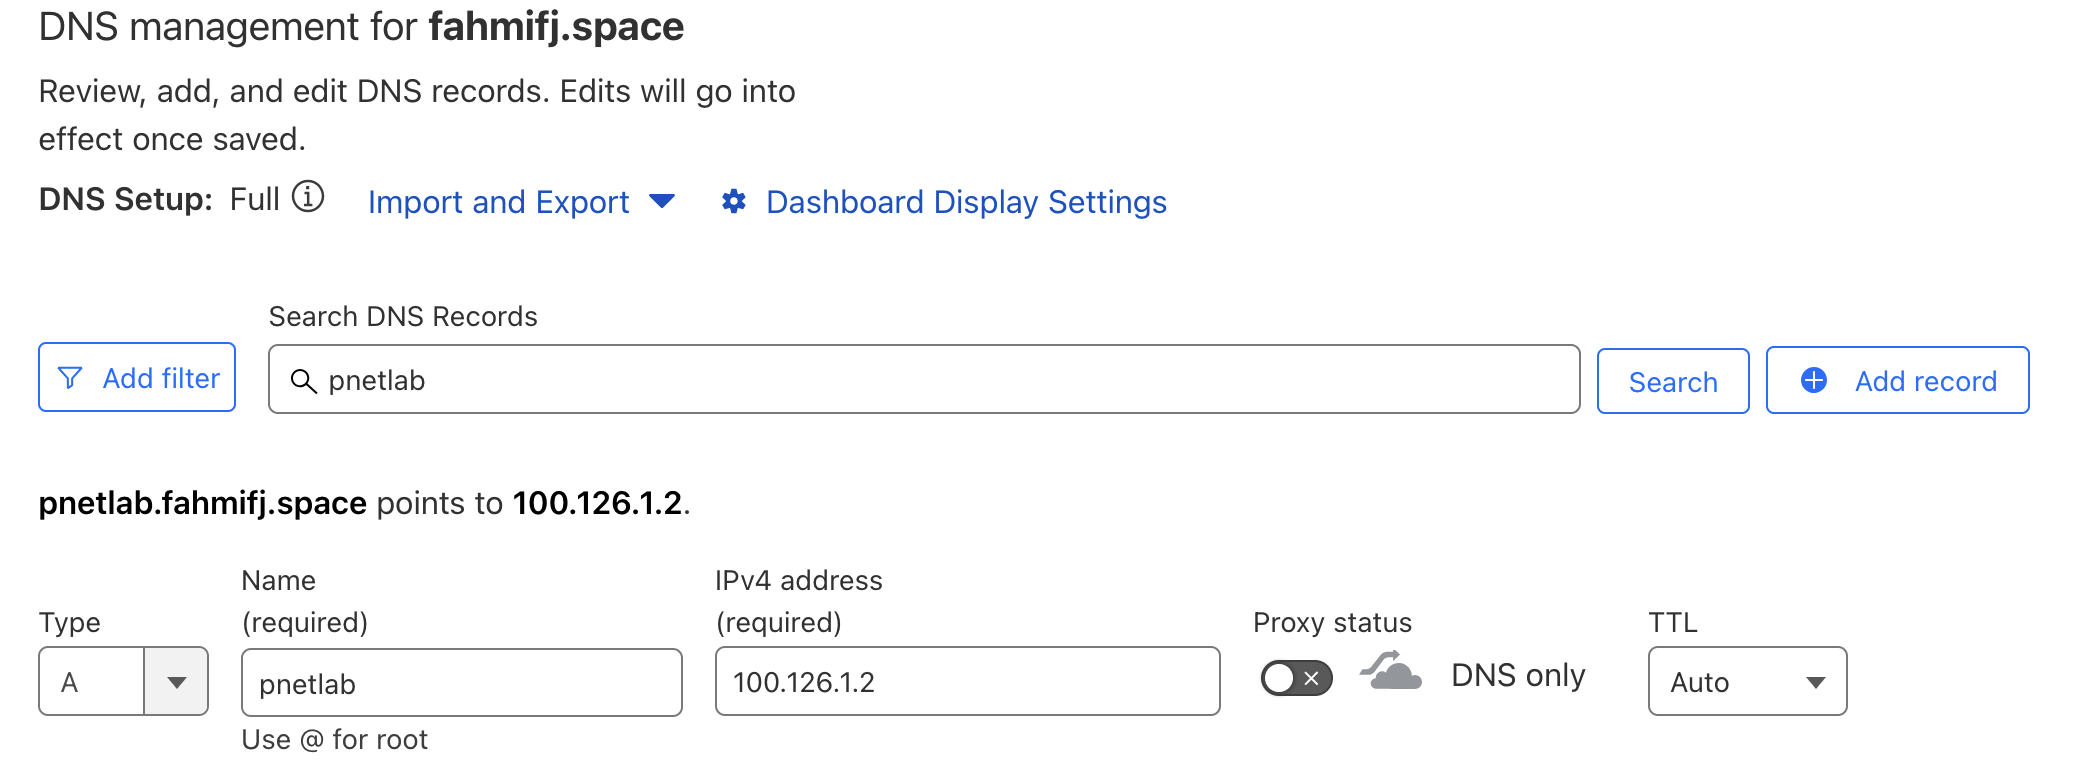 DNS management for fahmifj.space
Review, add, and edit DNS records. Edits will go into
effect once saved.
DNS Setup: Full Import and Export Dashboard Display Settings
Search DNS Records
Add filter pnetlab Search Add record
pnetlab.fahmifj.space points to 100.126.1.2.
Name IPv4 address
Type (required) (required) Proxy status TTL
A pnetlab 100.126.1.2 DNS only Auto
Use @ for root